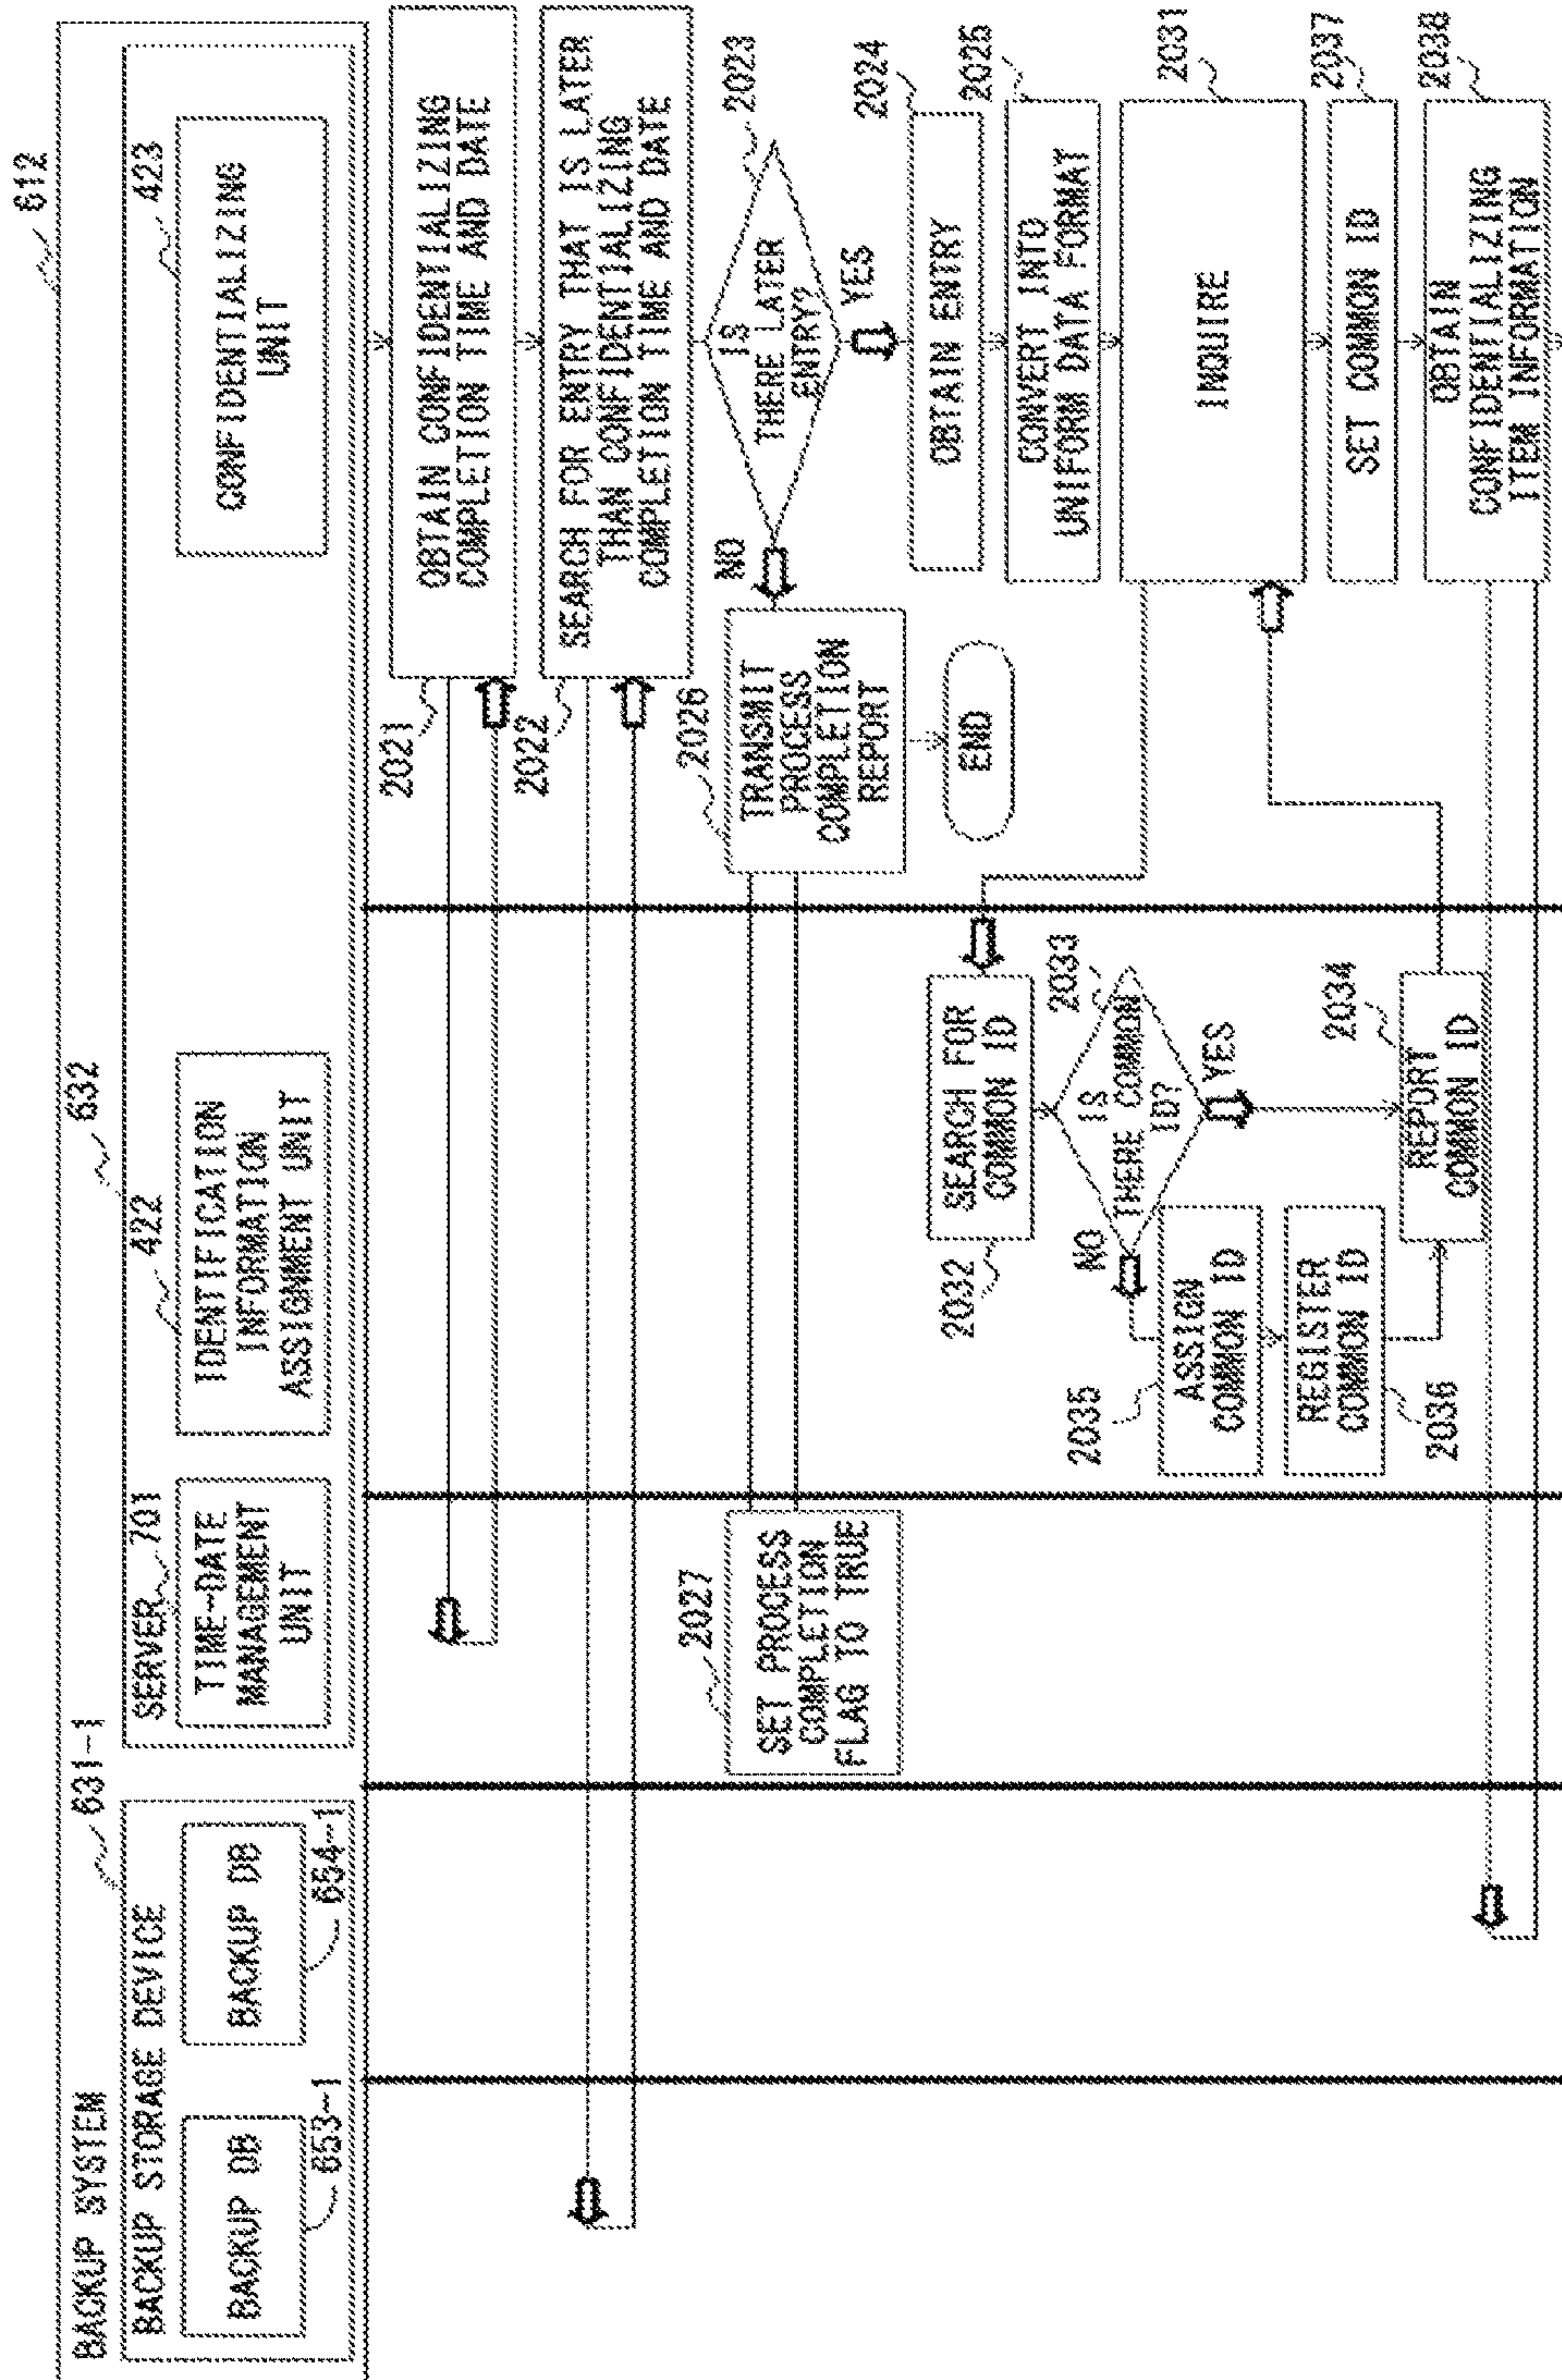 612
BACKUP SYSTEM
631-1
632
BACKUP STORAGE DEVICE
SERVER
701
422
423
BACKUP DB
653-1
BACKUP DB
654-1
TIME-DATE
MANAGEMENT
UNIT
IDENTIFICATION
INFORMATION
ASSIGNMENT UNIT
CONFIDENTIALIZING
UNIT
2021
OBTAIN CONFIDENTIALIZING
COMPLETION TIME AND DATE
2022
SEARCH FOR ENTRY THAT IS LATER
THAN CONFIDENTIALIZING
COMPLETION TIME AND DATE
2023
IS
THERE LATER
ENTRY?
NO
YES
2026
TRANSMIT
PROCESS
COMPLETION
REPORT
END
2027
SET PROCESS
COMPLETION
FLAG TO TRUE
2024
OBTAIN ENTRY
2025
CONVERT INTO
UNIFORM DATA FORMAT
2031
INQUIRE
2032
SEARCH FOR
COMMON ID
2033
IS
THERE COMMON
ID?
NO
YES
2035
ASSIGN
COMMON ID
REGISTER
COMMON ID
2036
2034
REPORT
COMMON ID
2037
SET COMMON ID
2038
OBTAIN
CONFIDENTIALIZING
ITEM INFORMATION